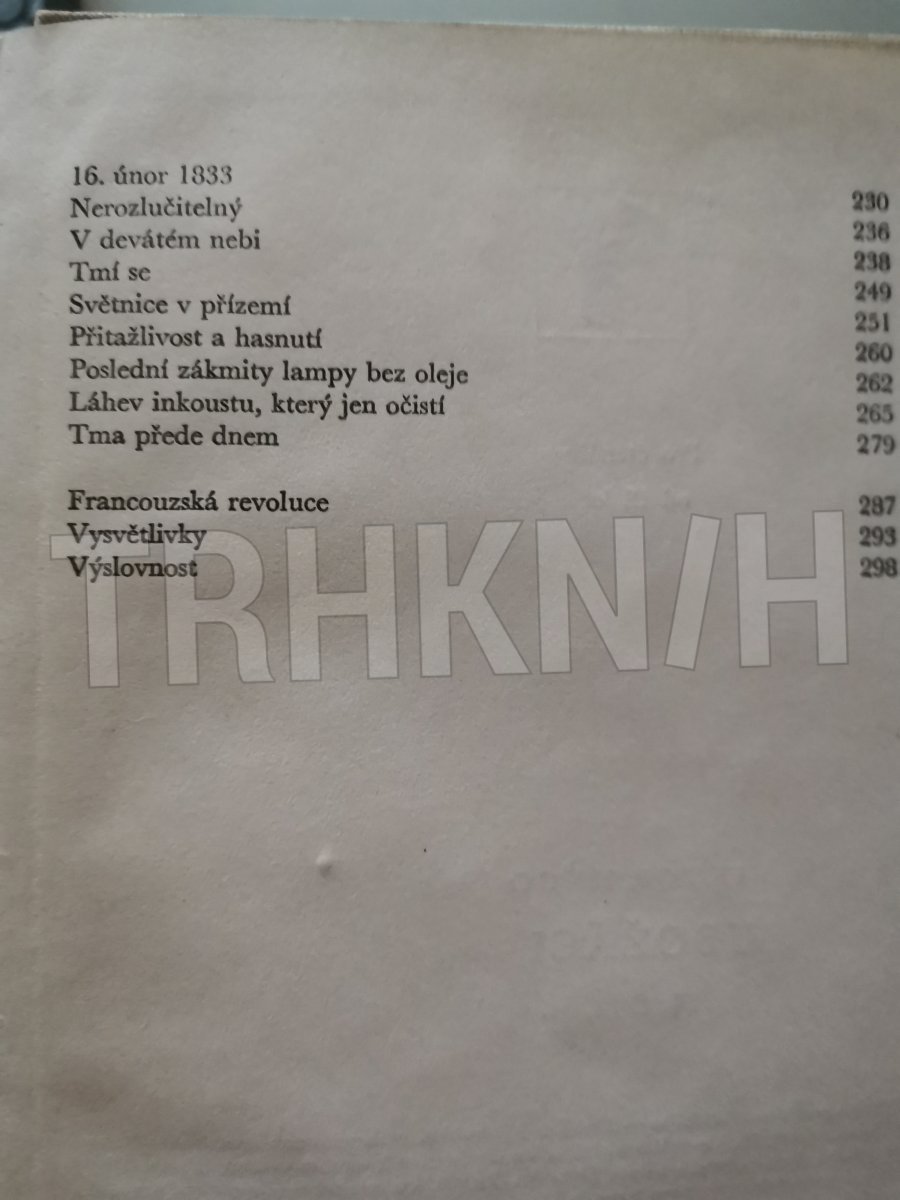 16. únor 1833 230
Nerozlučitelný 236
V devátém nebi 238
Tmí se 249
Světnice v přízemí 251
Přitažlivost a hasnutí 260
Poslední zákmity lampy bez oleje 262
Láhev inkoustu, který jen očistí 265
Tma přede dnem 279
Francouzská revoluce 287
Vysvětlivky 293
Výslovnost 298
TRHKN/H